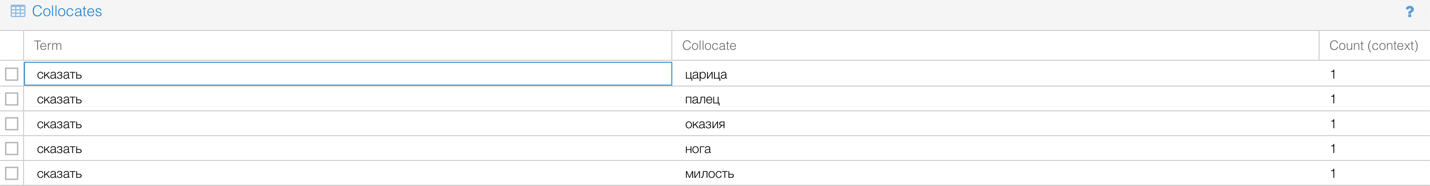 Collocates ?
Term Collocate Count (context)
сказать царица 1
сказать палец 1
сказать оказия 1
сказать нога 1
сказать милость 1